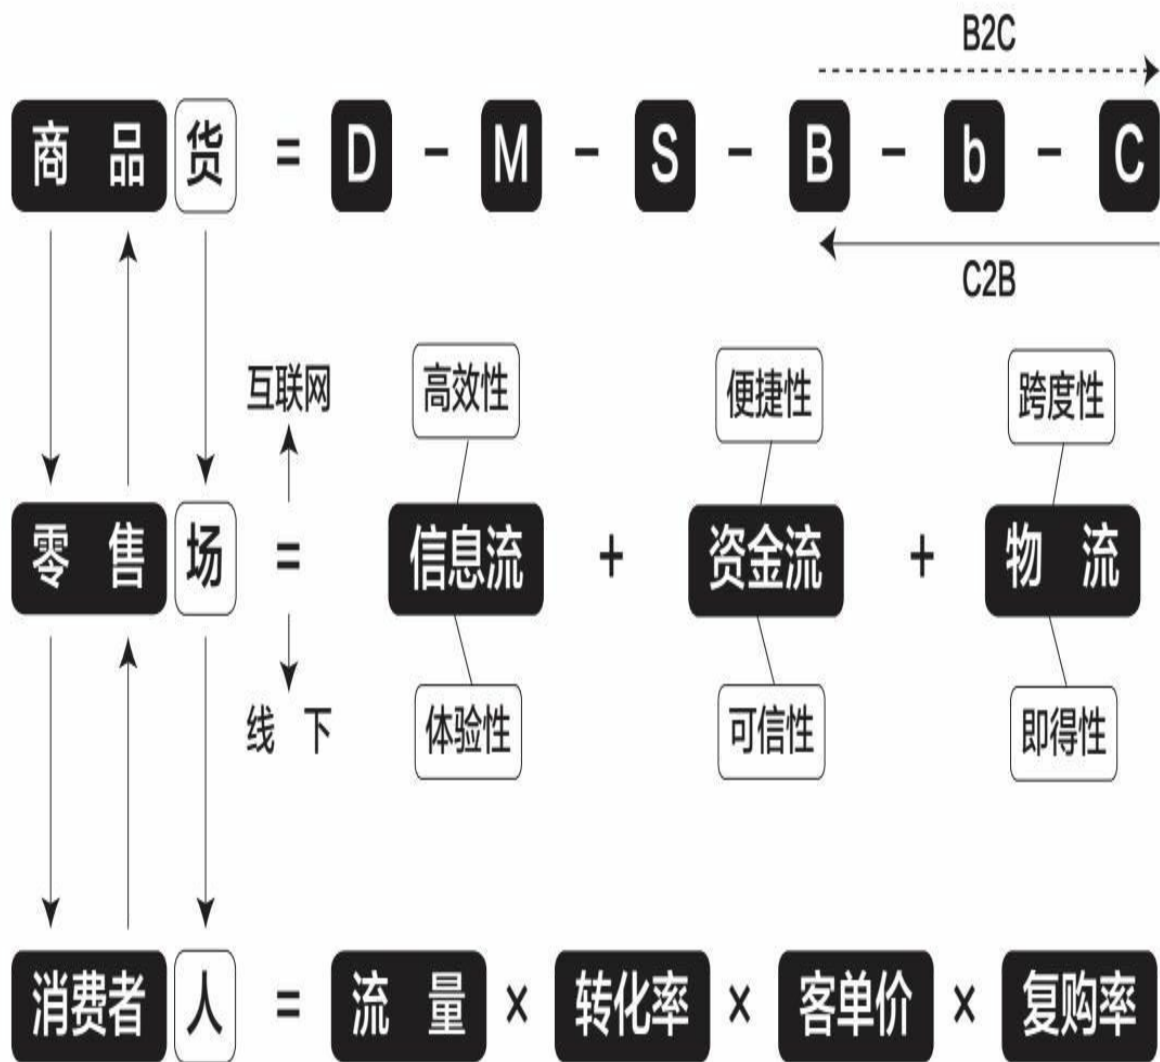 B2C
商品 货 = D - M - S - B - b - C
C2B
互联网 高效性 便捷性 跨度性
零售 场 = 信息流 + 资金流 + 物流
线下 体验性 可信性 即得性
消费者 人 = 流量 × 转化率 × 客单价 × 复购率